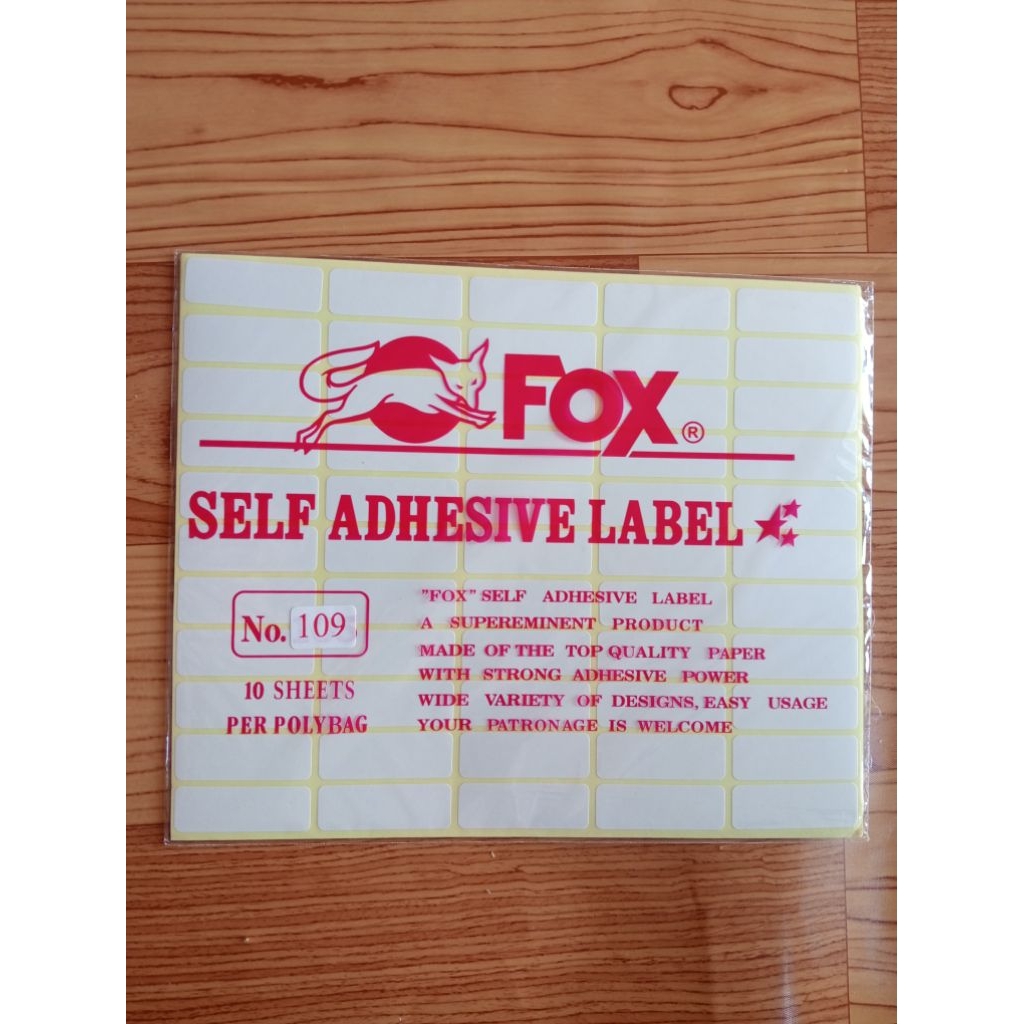 FOX ®
SELF ADHESIVE LABEL
No. 109
10 SHEETS
PER POLYBAG
"FOX" SELF ADHESIVE LABEL
A SUPEREMINENT PRODUCT
MADE OF THE TOP QUALITY PAPER
WITH STRONG ADHESIVE POWER
WIDE VARIETY OF DESIGNS, EASY USAGE
YOUR PATRONAGE IS WELCOME